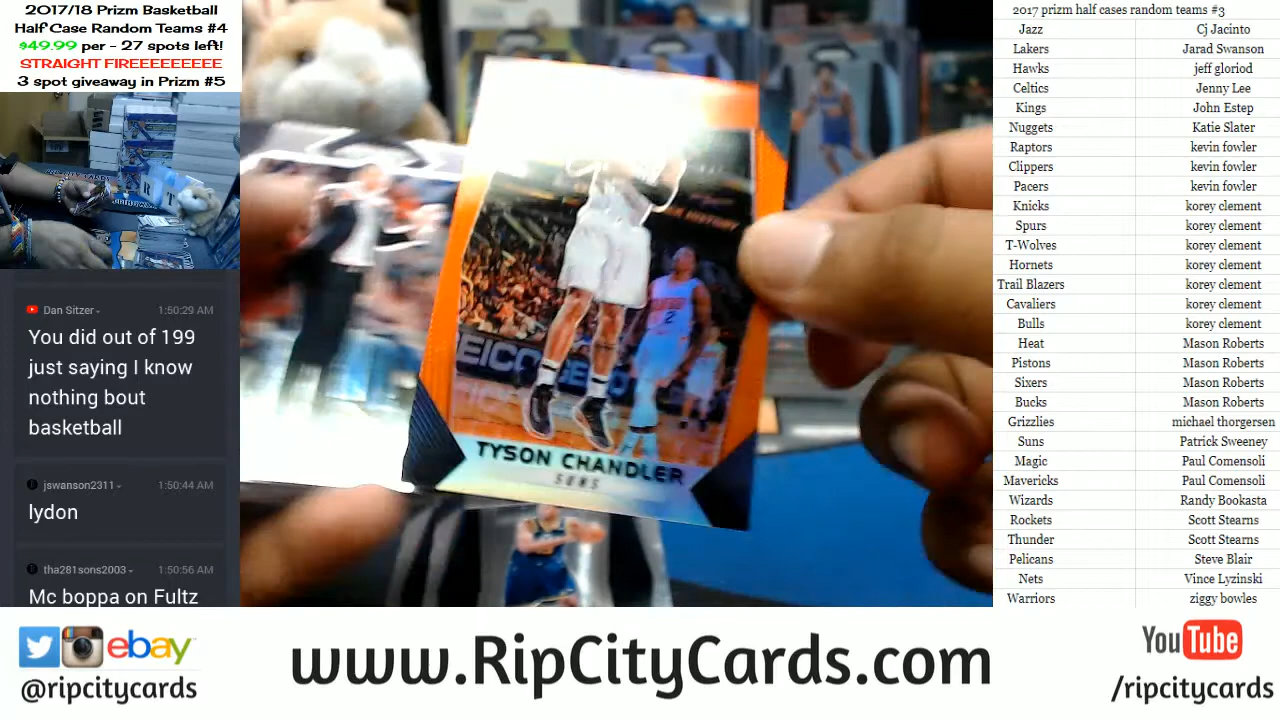 2017/18 Prizm Basketball
Half Case Random Teams #4
$49.99 per - 27 spots left!
STRAIGHT FIREEEEEEEEE
3 spot giveaway in Prizm #5
Dan Sitzer
1:50:29 AM
You did out of 199
just saying I know
nothing bout
basketball
jswanson2311
1:50:44 AM
lydon
tha281sons2003
1:50:56 AM
Mc boppa on Fultz
EICO
GEICO
2
TYSON CHANDLER
SUNS
2017 prizm half cases random teams #3
Jazz Cj Jacinto
Lakers Jarad Swanson
Hawks jeff gloriod
Celtics Jenny Lee
Kings John Estep
Nuggets Katie Slater
Raptors kevin fowler
Clippers kevin fowler
Pacers kevin fowler
Knicks korey clement
Spurs korey clement
T-Wolves korey clement
Hornets korey clement
Trail Blazers korey clement
Cavaliers korey clement
Bulls korey clement
Heat Mason Roberts
Pistons Mason Roberts
Sixers Mason Roberts
Bucks Mason Roberts
Grizzlies michael thorgersen
Suns Patrick Sweeney
Magic Paul Comensoli
Mavericks Paul Comensoli
Wizards Randy Bookasta
Rockets Scott Stearns
Thunder Scott Stearns
Pelicans Steve Blair
Nets Vince Lyzinski
Warriors ziggy bowles
ebay
@ripcitycards
www.RipCityCards.com
YouTube
/ripcitycards